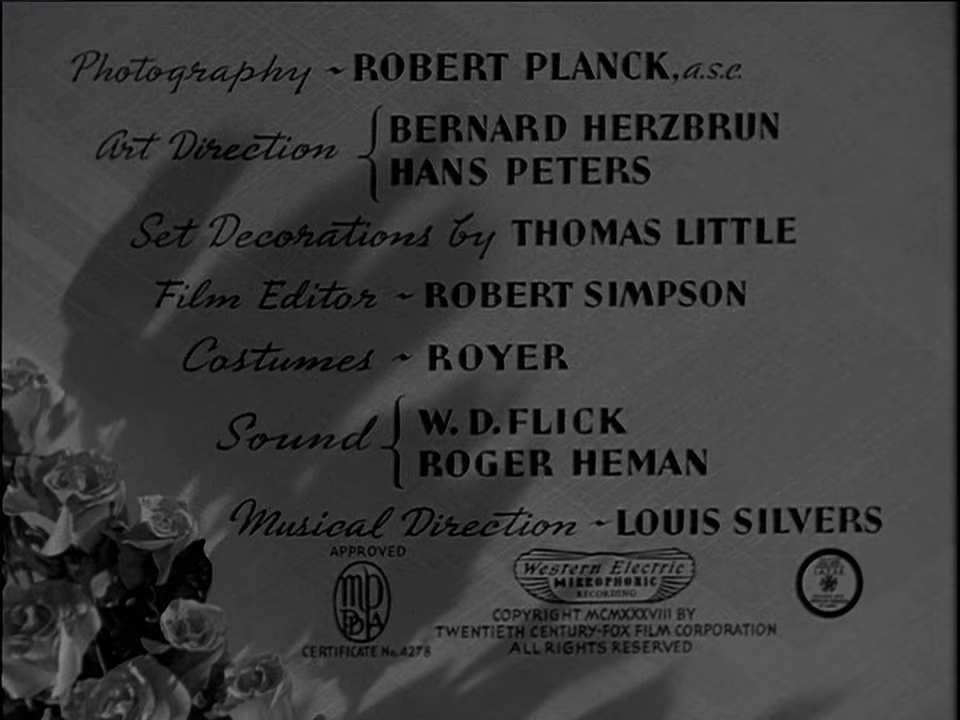 Photography ~ ROBERT PLANCK, a.s.c.
Art Direction { BERNARD HERZBRUN
HANS PETERS
Set Decorations by THOMAS LITTLE
Film Editor ~ ROBERT SIMPSON
Costumes ~ ROYER
Sound { W. D. FLICK
ROGER HEMAN
Musical Direction ~ LOUIS SILVERS
APPROVED
MPPDA
CERTIFICATE No. 4278
Western Electric
MIRROPHONIC
RECORDING
COPYRIGHT MCMXXXVIII BY
TWENTIETH CENTURY-FOX FILM CORPORATION
ALL RIGHTS RESERVED